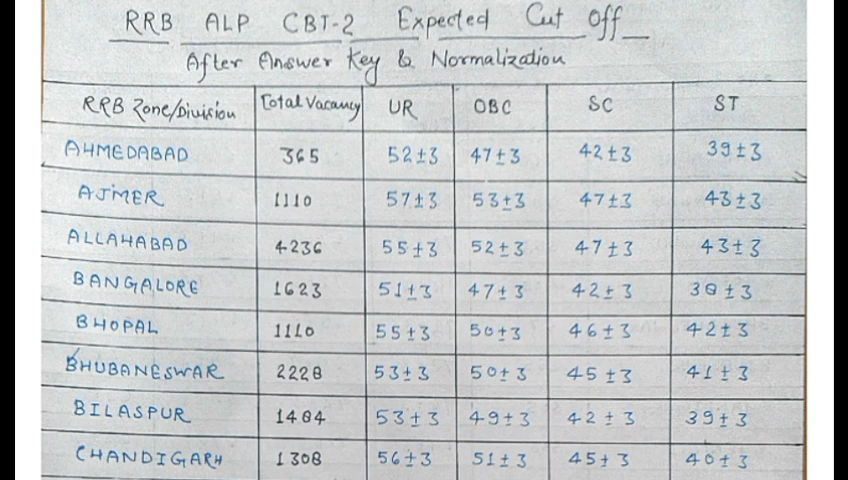 RRB ALP CBT-2 Expected Cut Off
After Answer Key & Normalization
RRB Zone/Division Total Vacancy UR OBC SC ST
AHMEDABAD 365 52±3 47±3 42±3 39±3
AJMER 1110 57±3 53±3 47±3 43±3
ALLAHABAD 4236 55±3 52±3 47±3 43±3
BANGALORE 1623 51±3 47±3 42±3 39±3
BHOPAL 1110 55±3 50±3 46±3 42±3
BHUBANESWAR 2228 53±3 50±3 45±3 41±3
BILASPUR 1484 53±3 49±3 42±3 39±3
CHANDIGARH 1308 56±3 51±3 45±3 40±3